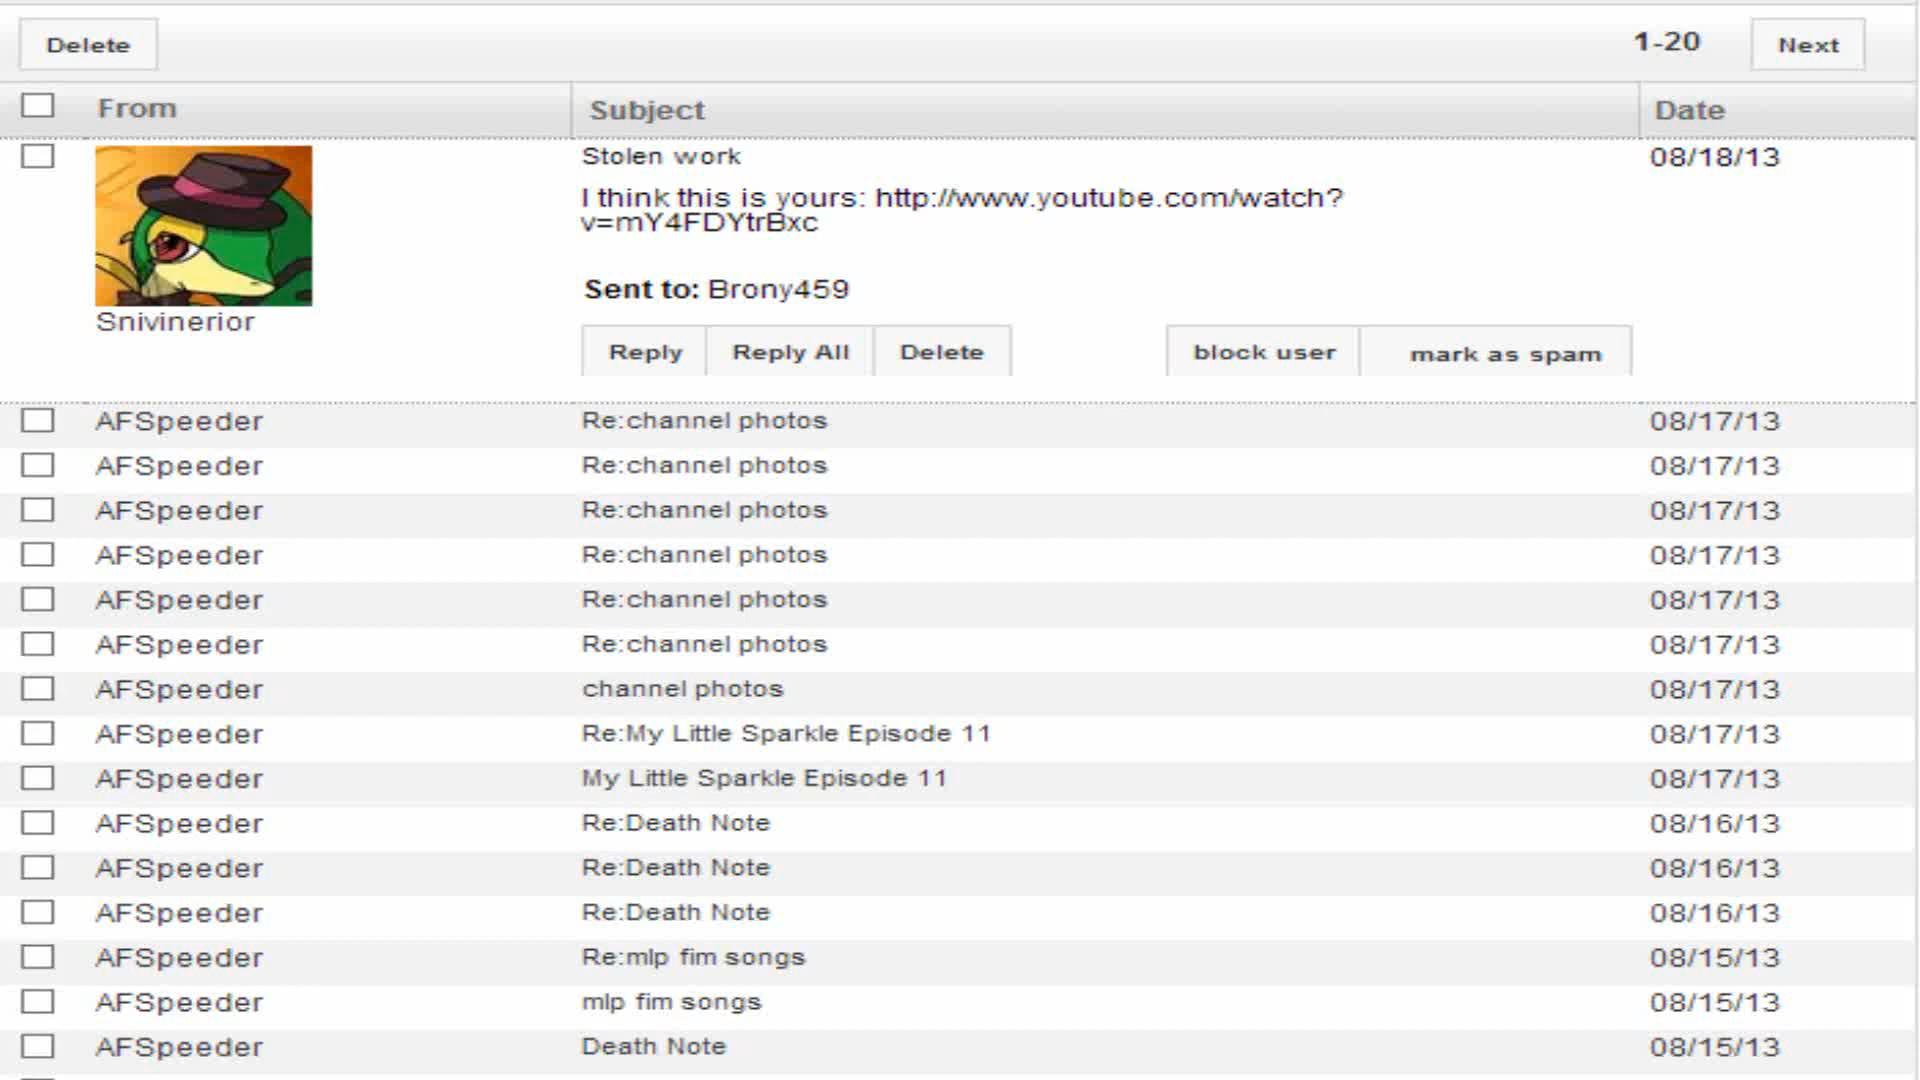 Delete 1-20 Next
From Subject Date
Stolen work 08/18/13
I think this is yours: http://www.youtube.com/watch?
v=mY4FDYtrBxc
Sent to: Brony459
Snivinerior
Reply Reply All Delete block user mark as spam
AFSpeeder Re:channel photos 08/17/13
AFSpeeder Re:channel photos 08/17/13
AFSpeeder Re:channel photos 08/17/13
AFSpeeder Re:channel photos 08/17/13
AFSpeeder Re:channel photos 08/17/13
AFSpeeder Re:channel photos 08/17/13
AFSpeeder channel photos 08/17/13
AFSpeeder Re:My Little Sparkle Episode 11 08/17/13
AFSpeeder My Little Sparkle Episode 11 08/17/13
AFSpeeder Re:Death Note 08/16/13
AFSpeeder Re:Death Note 08/16/13
AFSpeeder Re:Death Note 08/16/13
AFSpeeder Re:mlp fim songs 08/15/13
AFSpeeder mlp fim songs 08/15/13
AFSpeeder Death Note 08/15/13